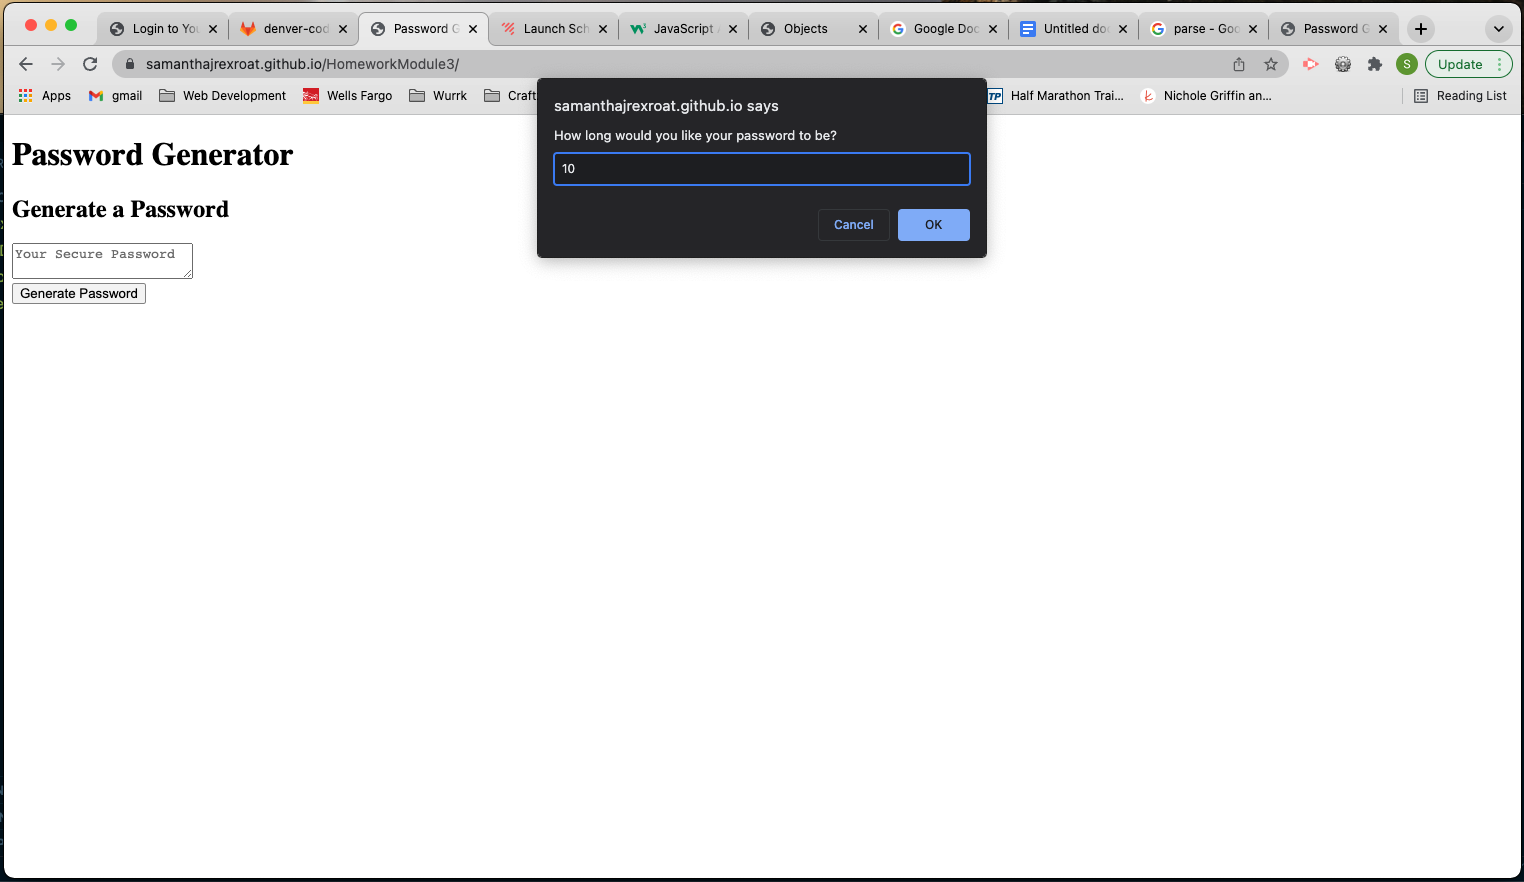 Login to You
denver-cod
Password G
Launch Sch
JavaScript
Objects
Google Doc
Untitled do
parse - Goo
Password G
samanthajrexroat.github.io/HomeworkModule3/
S
Update
Apps
gmail
Web Development
Wells Fargo
Wurrk
Craft
TP
Half Marathon Trai...
Nichole Griffin an...
Reading List
samanthajrexroat.github.io says
How long would you like your password to be?
10
Cancel
OK
Password Generator
Generate a Password
Your Secure Password
Generate Password